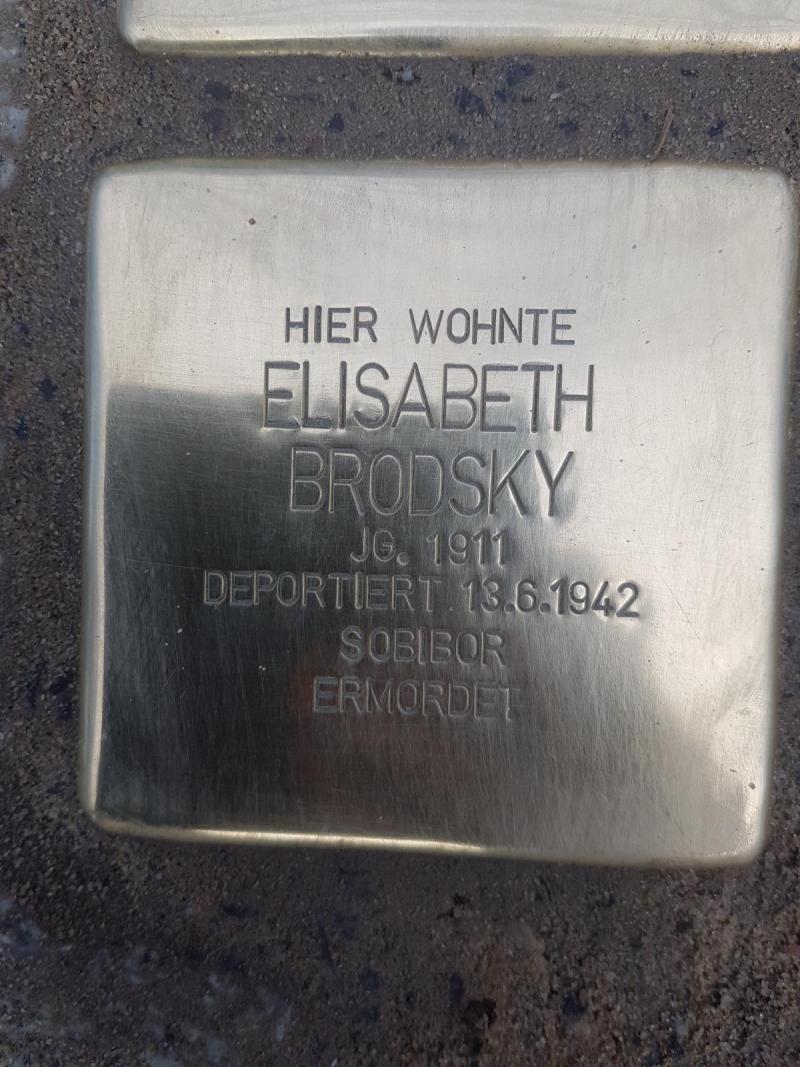 HIER WOHNTE
ELISABETH
BRODSKY
JG. 1911
DEPORTIERT 13.6.1942
SOBIBOR
ERMORDET